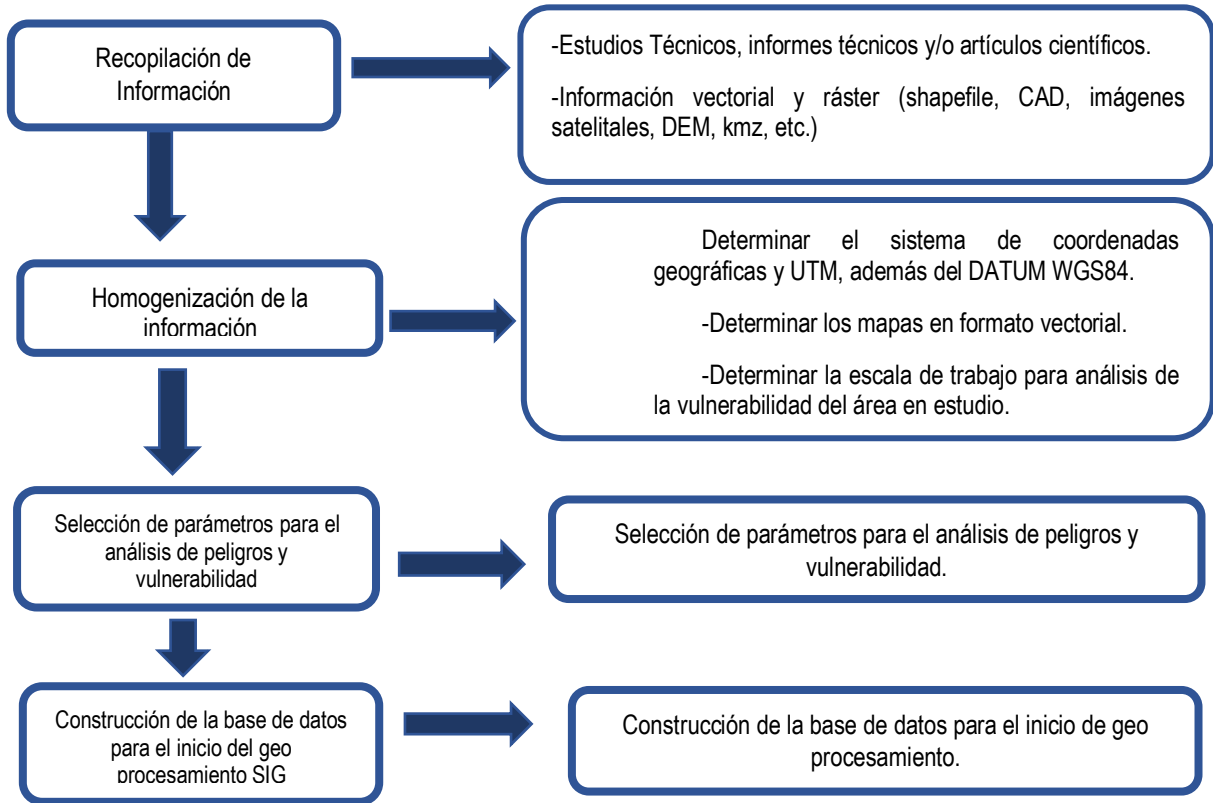 Recopilación de
Información
-Estudios Técnicos, informes técnicos y/o artículos científicos.
-Información vectorial y ráster (shapefile, CAD, imágenes
satelitales, DEM, kmz, etc.)
Homogenización de la
información
Determinar el sistema de coordenadas
geográficas y UTM, además del DATUM WGS84.
-Determinar los mapas en formato vectorial.
-Determinar la escala de trabajo para análisis de
la vulnerabilidad del área en estudio.
Selección de parámetros para el
análisis de peligros y
vulnerabilidad
Selección de parámetros para el análisis de peligros y
vulnerabilidad.
Construcción de la base de datos
para el inicio del geo
procesamiento SIG
Construcción de la base de datos para el inicio de geo
procesamiento.